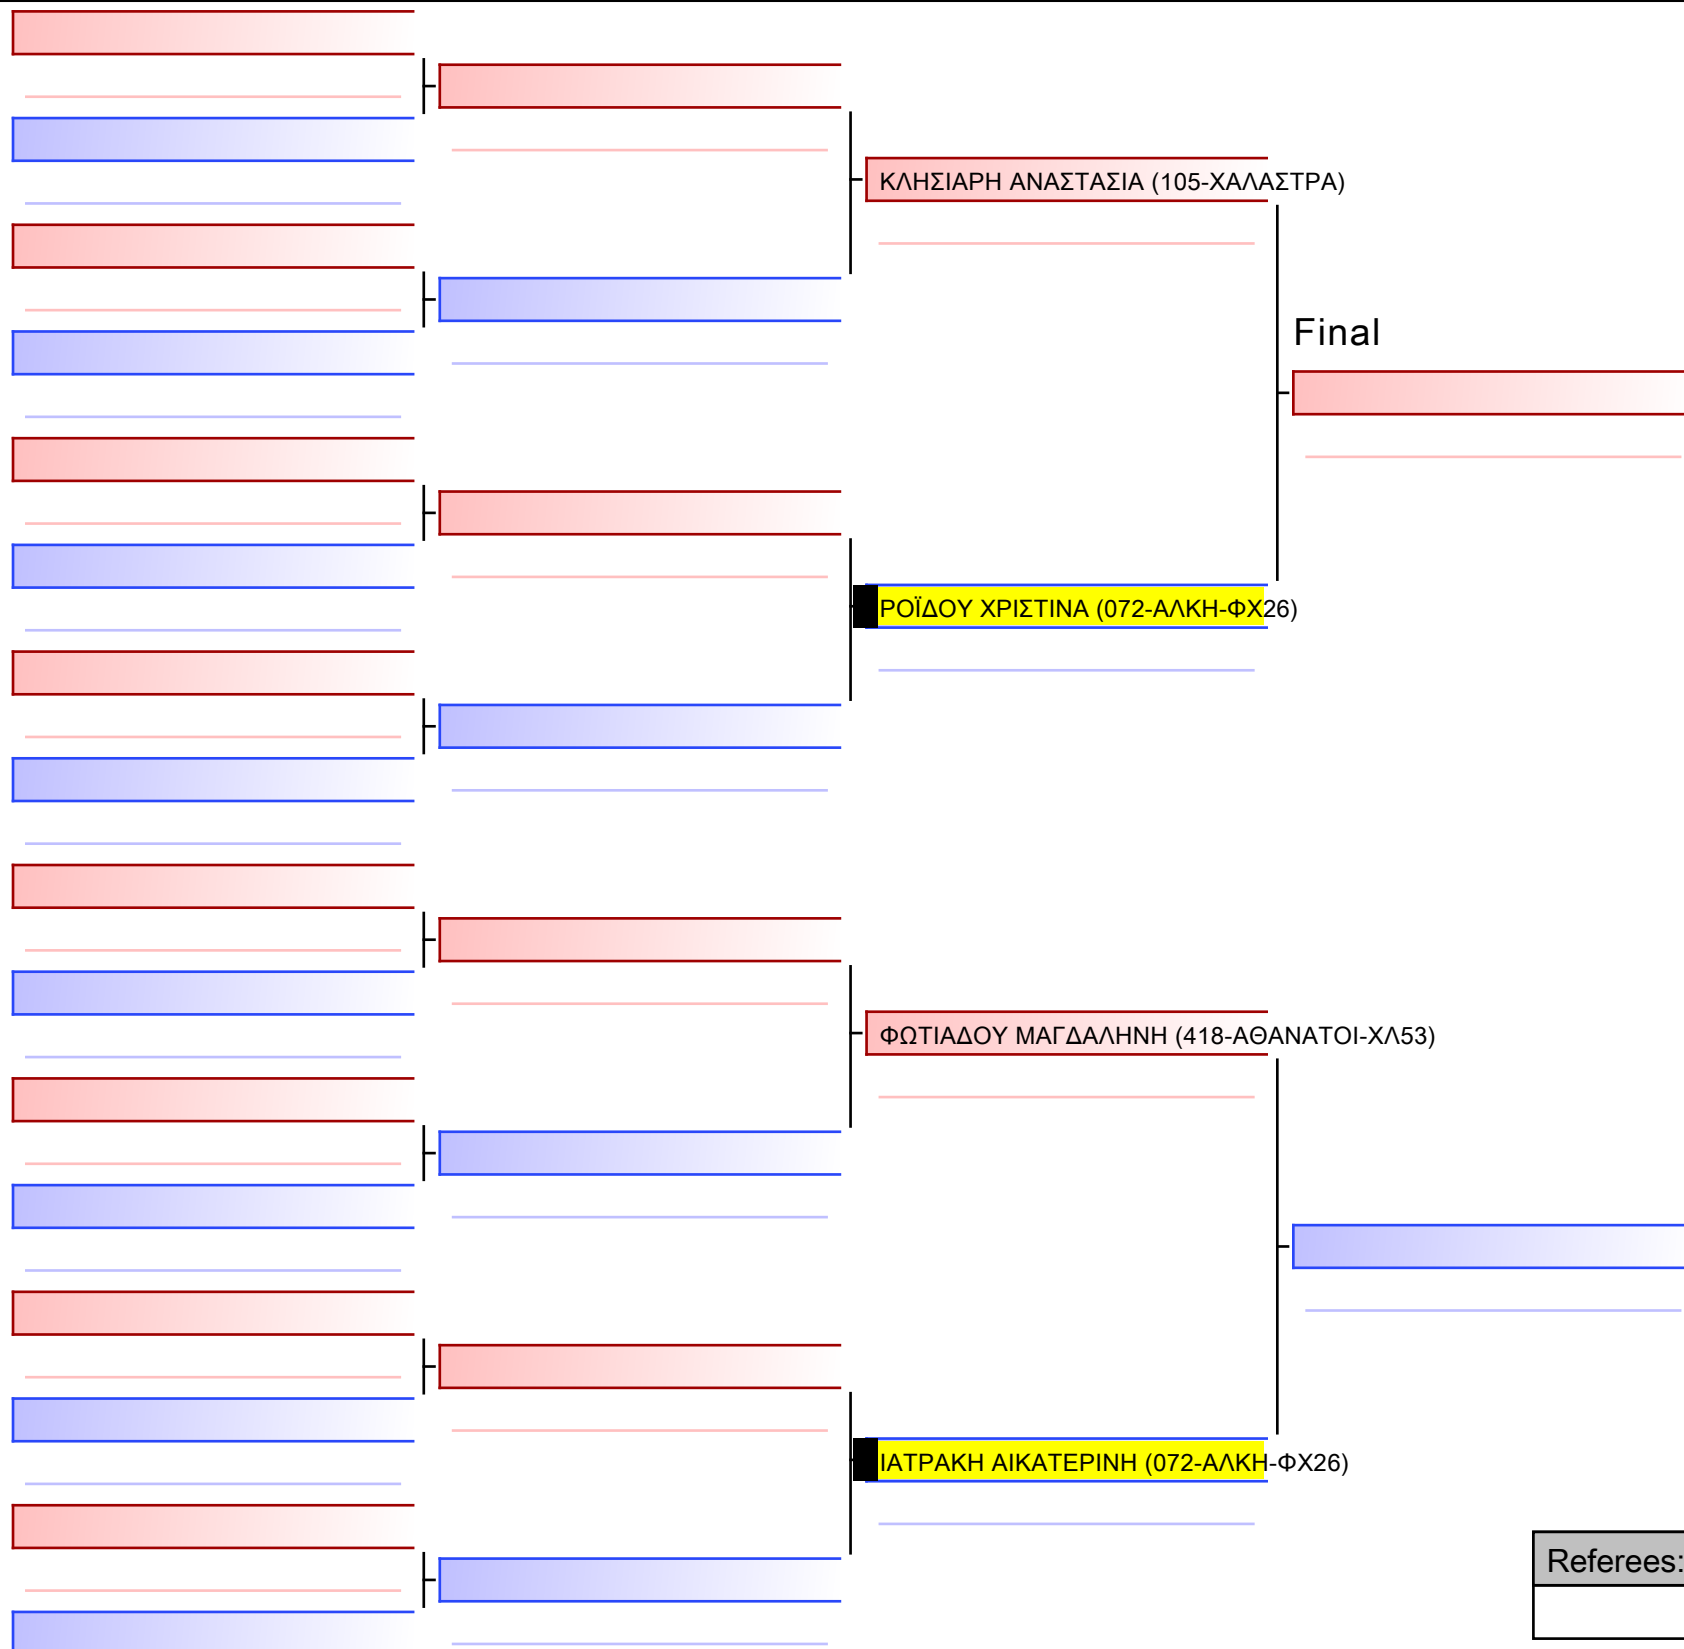 ΚΛΗΣΙΑΡΗ ΑΝΑΣΤΑΣΙΑ (105-ΧΑΛΑΣΤΡΑ)
Final
ΡΟΪΔΟΥ ΧΡΙΣΤΙΝΑ (072-ΑΛΚΗ-ΦΧ26)
ΦΩΤΙΑΔΟΥ ΜΑΓΔΑΛΗΝΗ (418-ΑΘΑΝΑΤΟΙ-ΧΛ53)
ΙΑΤΡΑΚΗ ΑΙΚΑΤΕΡΙΝΗ (072-ΑΛΚΗ-ΦΧ26)
Referees: